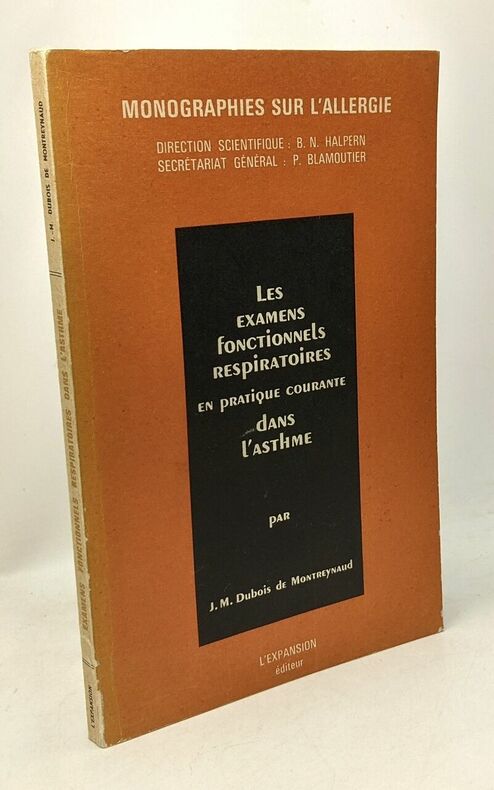 MONOGRAPHIES SUR L'ALLERGIE
DIRECTION SCIENTIFIQUE : B. N. HALPERN
SECRÉTARIAT GÉNÉRAL : P. BLAMOUTIER
LES
EXAMENS
FONCTIONNELS
RESPIRATOIRES
EN PRATIQUE COURANTE
DANS
L'ASTHME
PAR
J. M. DUBOIS DE MONTREYNAUD
L'EXPANSION
éditeur
J.-M. DUBOIS DE MONTREYNAUD
EXAMENS FONCTIONNELS RESPIRATOIRES DANS L'ASTHME
L'EXPANSION